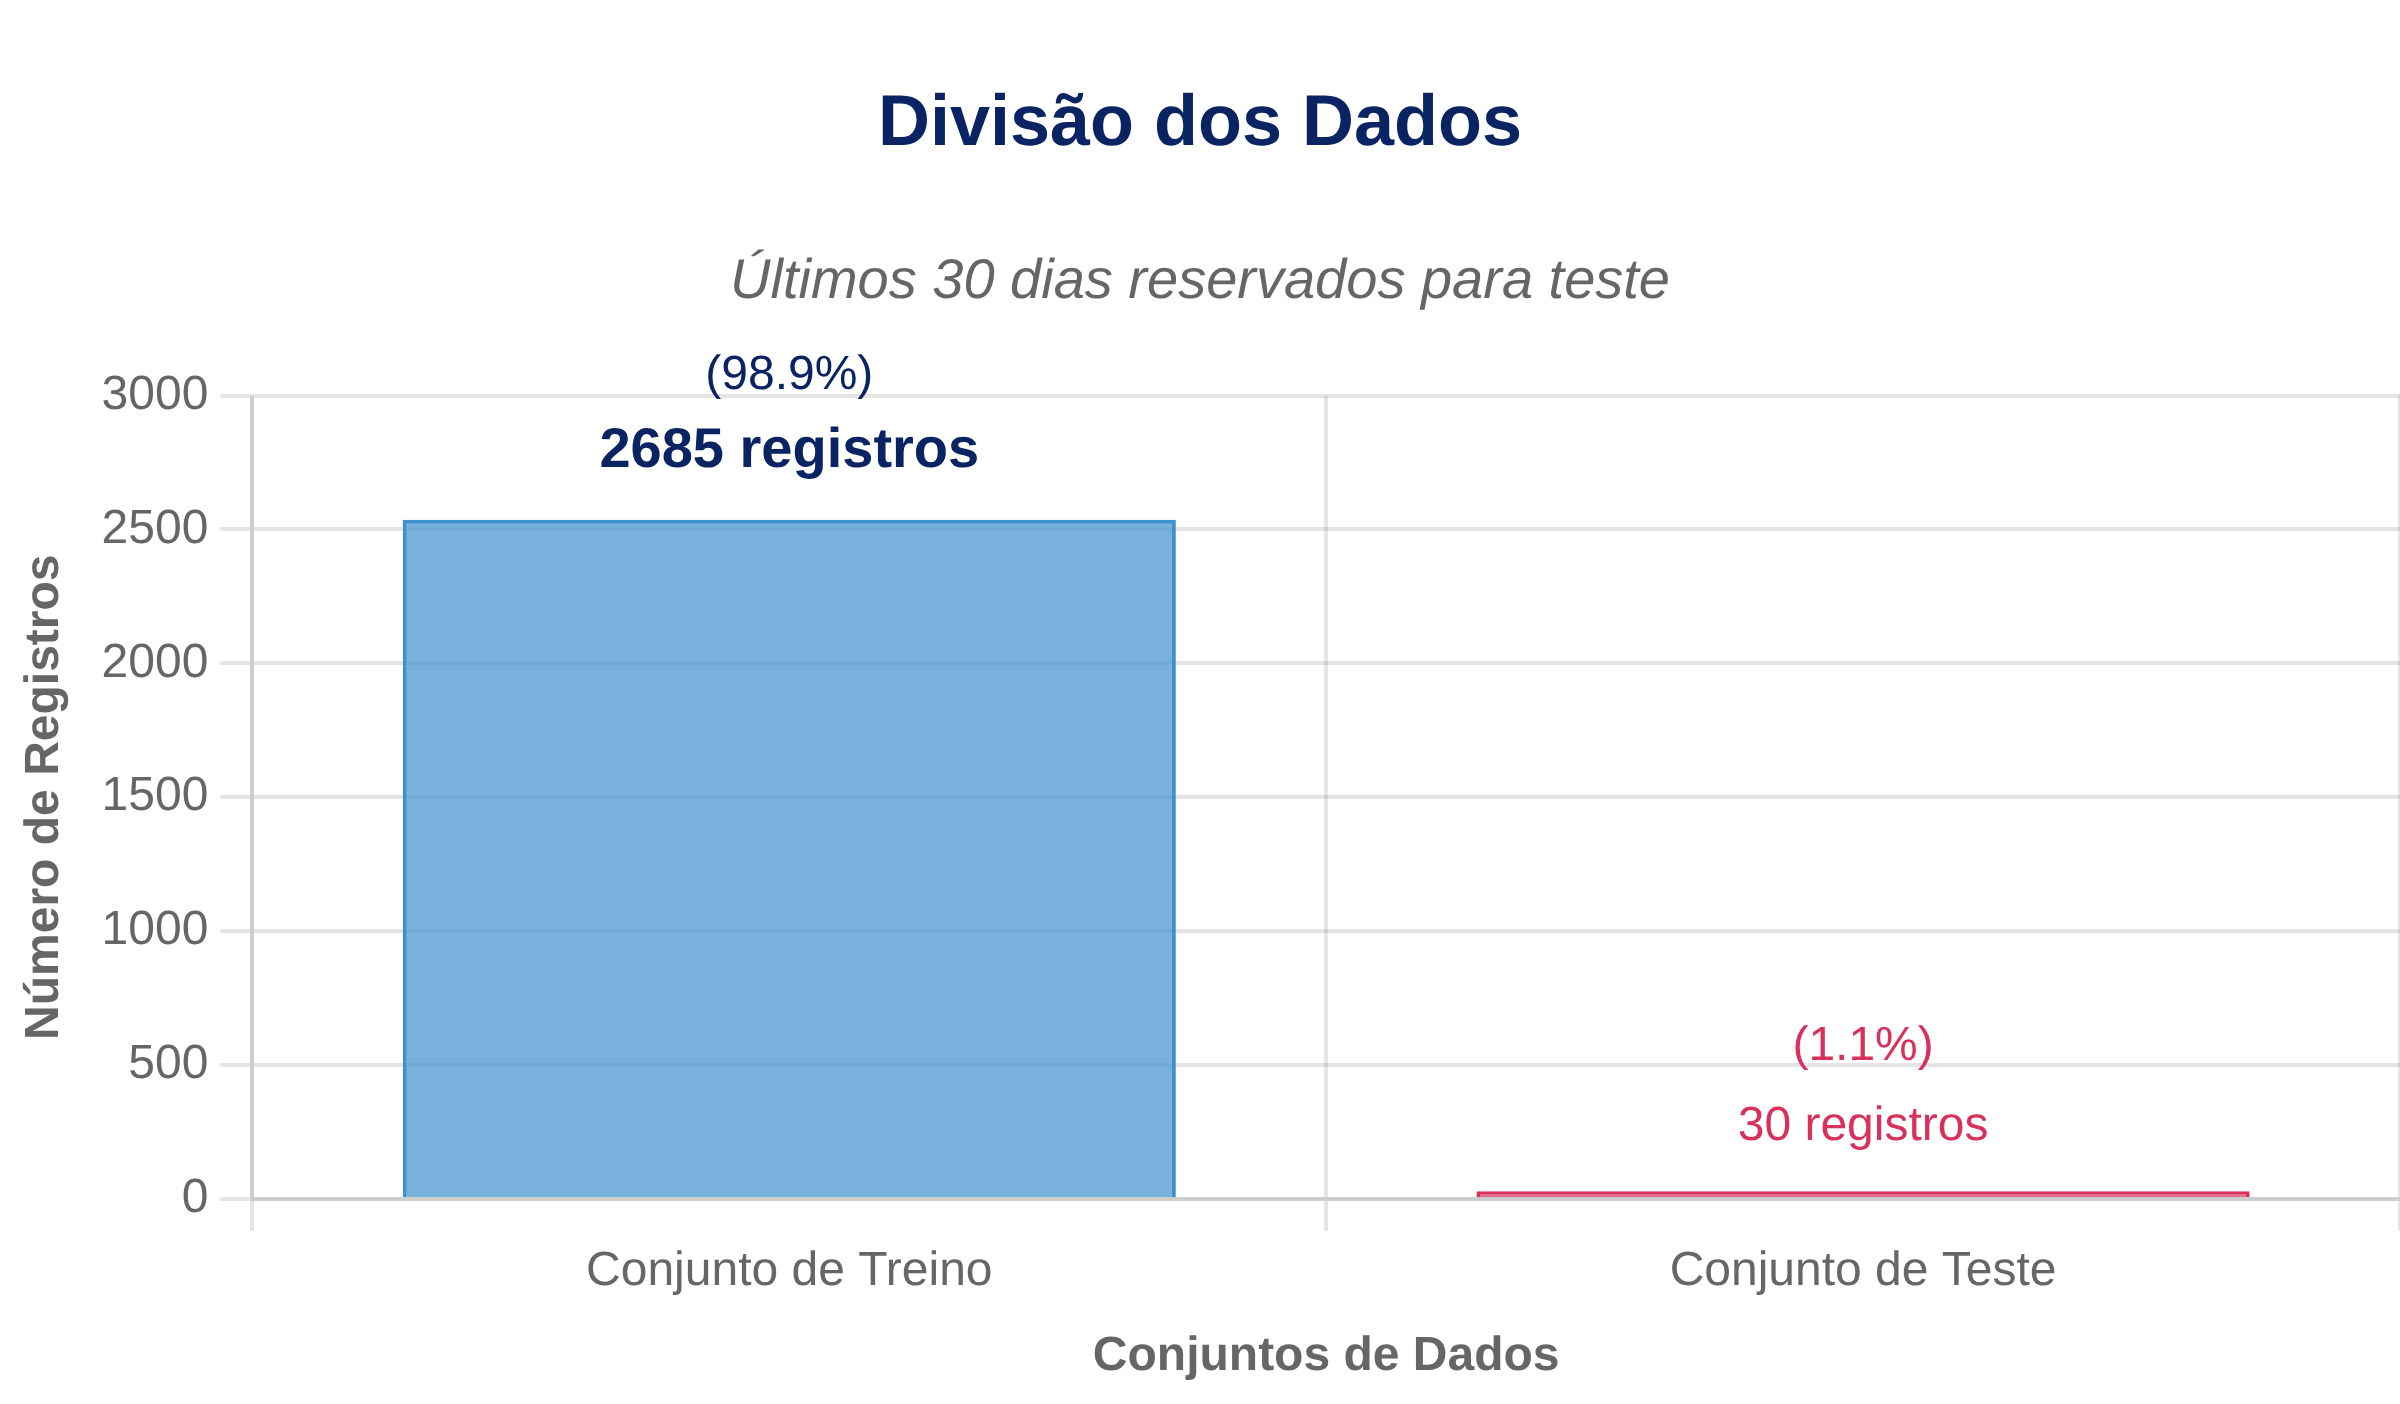 Divisão dos Dados
Últimos 30 dias reservados para teste
(98.9%)
2685 registros
3000
2500
2000
1500
1000
500
0
Número de Registros
(1.1%)
30 registros
Conjunto de Treino
Conjunto de Teste
Conjuntos de Dados